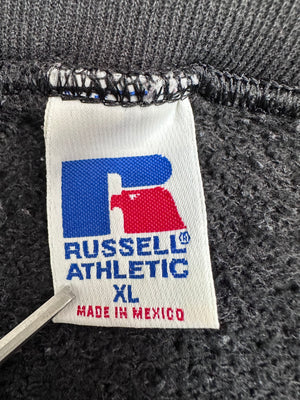 R
RUSSELL®
ATHLETIC
XL
MADE IN MEXICO